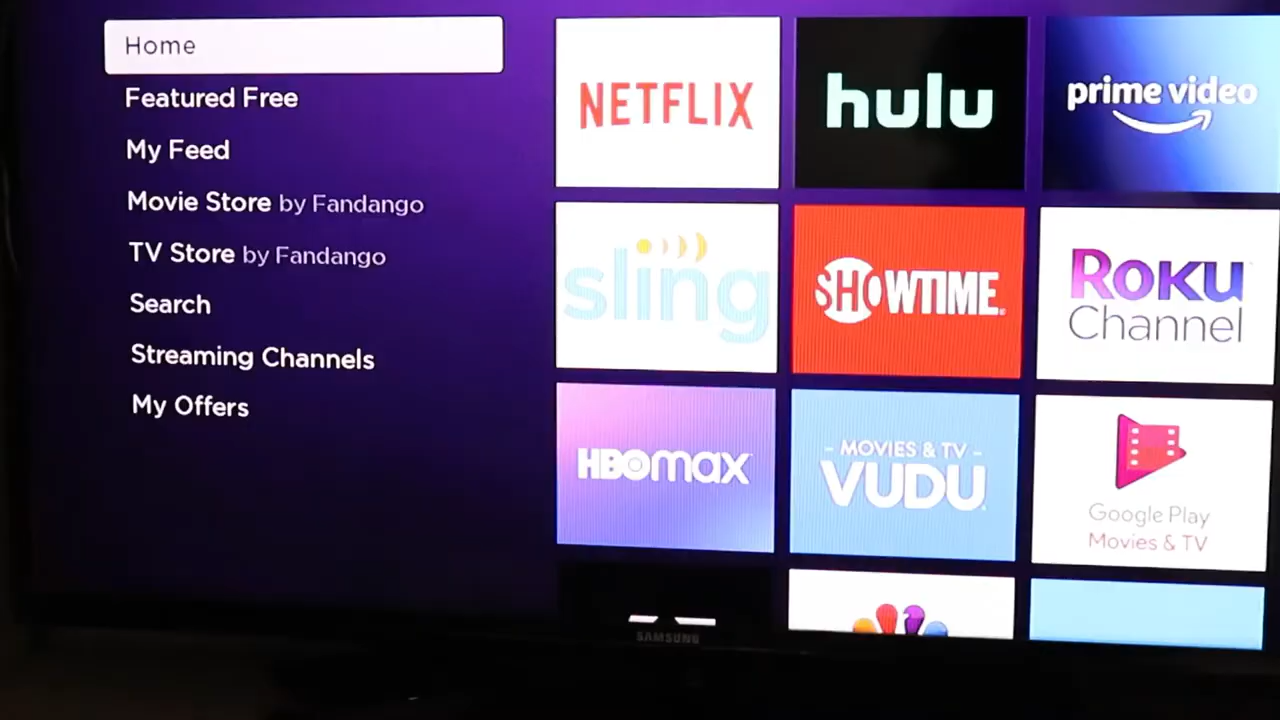 Home
Featured Free
My Feed
Movie Store by Fandango
TV Store by Fandango
Search
Streaming Channels
My Offers
NETFLIX
hulu
prime video
sling
SHOWTIME
Roku
Channel
HBOmax
- MOVIES & TV -
VUDU
Google Play
Movies & TV
SAMSUNG